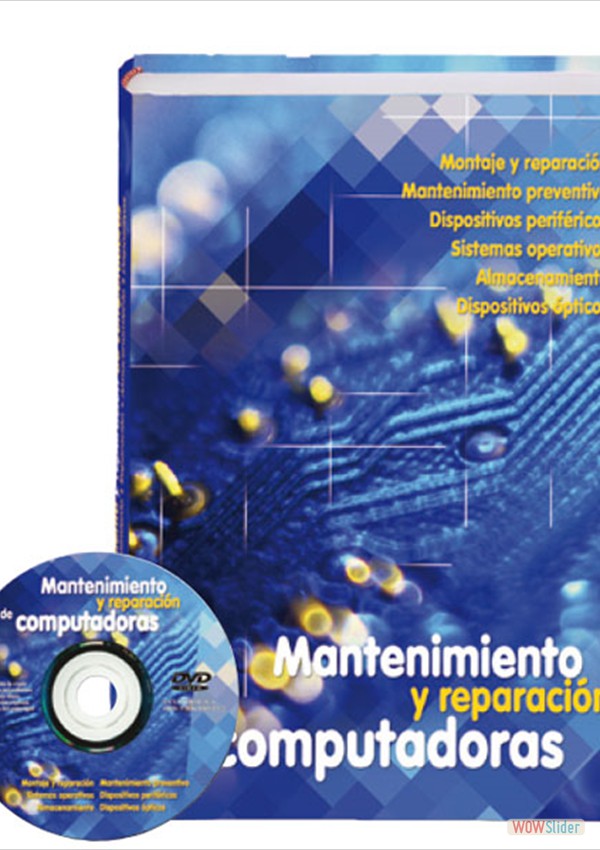 Montaje y reparació
Mantenimiento preventiv
Dispositivos periférico
Sistemas operativo
Almacenamient
Dispositivos óptico
Mantenimiento
y reparación
computadoras
Mantenimiento
y reparación
de computadoras
DVD
Montaje y reparación Mantenimiento preventivo
Sistemas operativos Dispositivos periféricos
Almacenamiento Dispositivos ópticos
WOWSlider